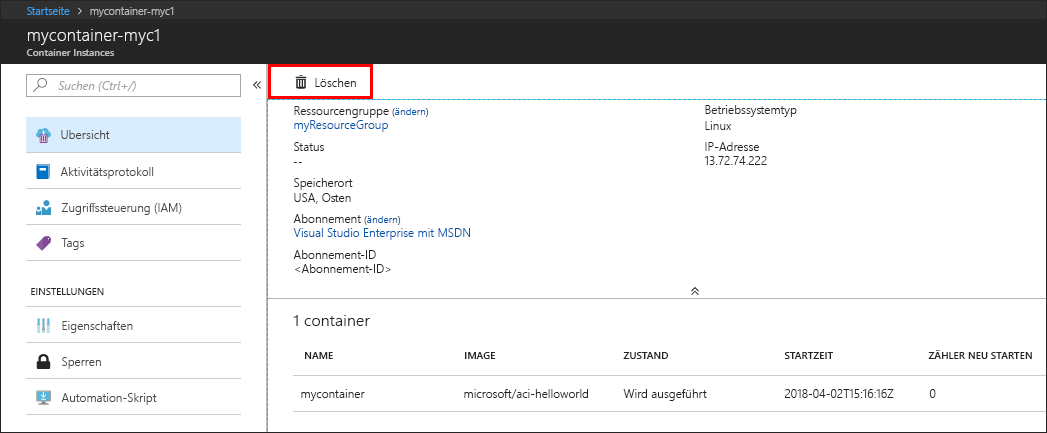 Startseite > mycontainer-myc1
mycontainer-myc1
Container Instances
Suchen (Ctrl+/)
«
Übersicht
Aktivitätsprotokoll
Zugriffssteuerung (IAM)
Tags
EINSTELLUNGEN
Eigenschaften
Sperren
Automation-Skript
Löschen
Ressourcengruppe (ändern)
myResourceGroup
Status
--
Speicherort
USA, Osten
Abonnement (ändern)
Visual Studio Enterprise mit MSDN
Abonnement-ID
<Abonnement-ID>
Betriebssystemtyp
Linux
IP-Adresse
13.72.74.222
1 container
NAME IMAGE ZUSTAND STARTZEIT ZÄHLER NEU STARTEN
mycontainer microsoft/aci-helloworld Wird ausgeführt 2018-04-02T15:16:16Z 0